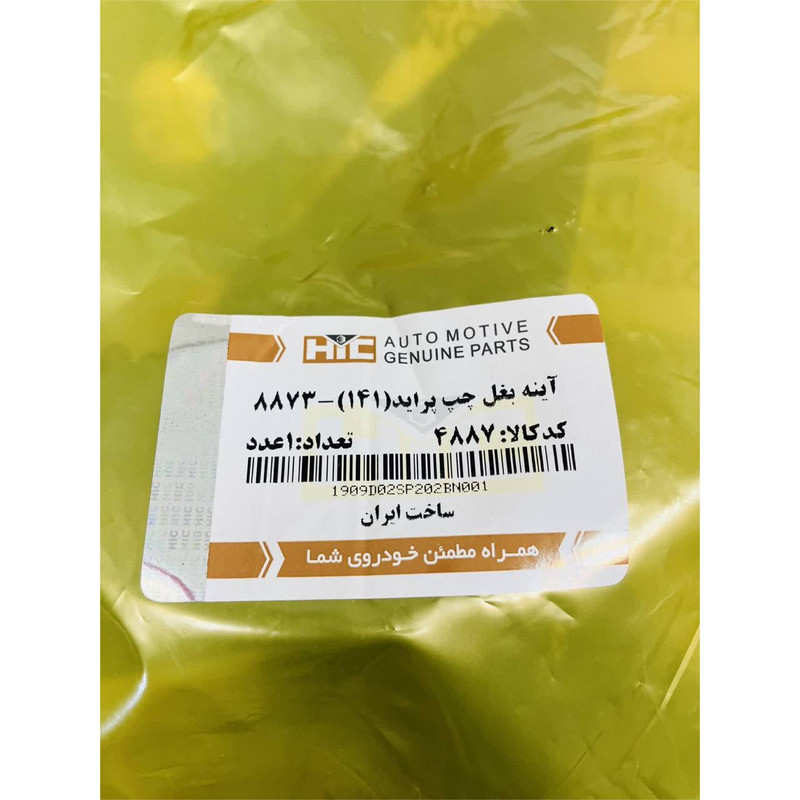 HIC AUTO MOTIVE
GENUINE PARTS
آینه بغل چپ پراید(۱۴۱)-۸۸۷۳
کدکالا:۴۸۸۷ تعداد:۱عدد
1909D02SP202BN001
ساخت ایران
همراه مطمئن خودروی شما